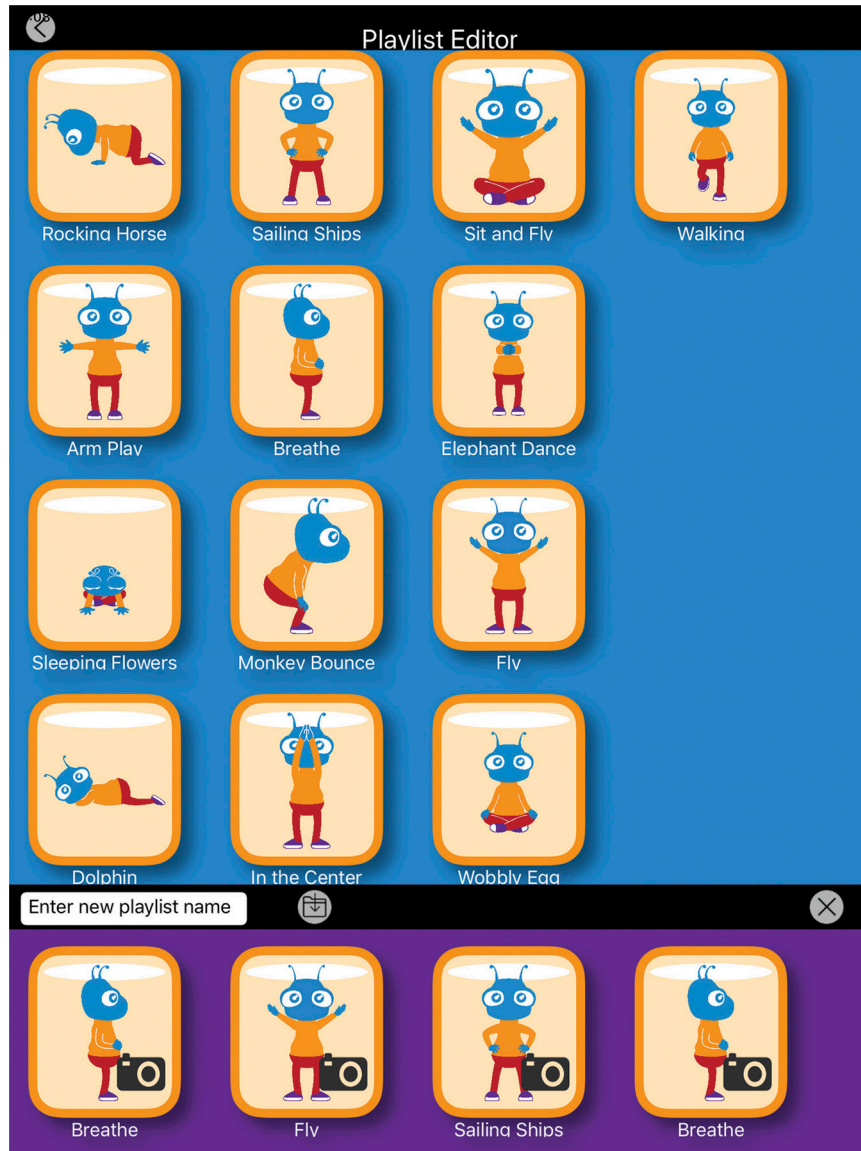 :08
Playlist Editor
Rocking Horse
Sailing Ships
Sit and Fly
Walking
Arm Play
Breathe
Elephant Dance
Sleeping Flowers
Monkey Bounce
Fly
Dolphin
In the Center
Wobbly Egg
Enter new playlist name
Breathe
Fly
Sailing Ships
Breathe